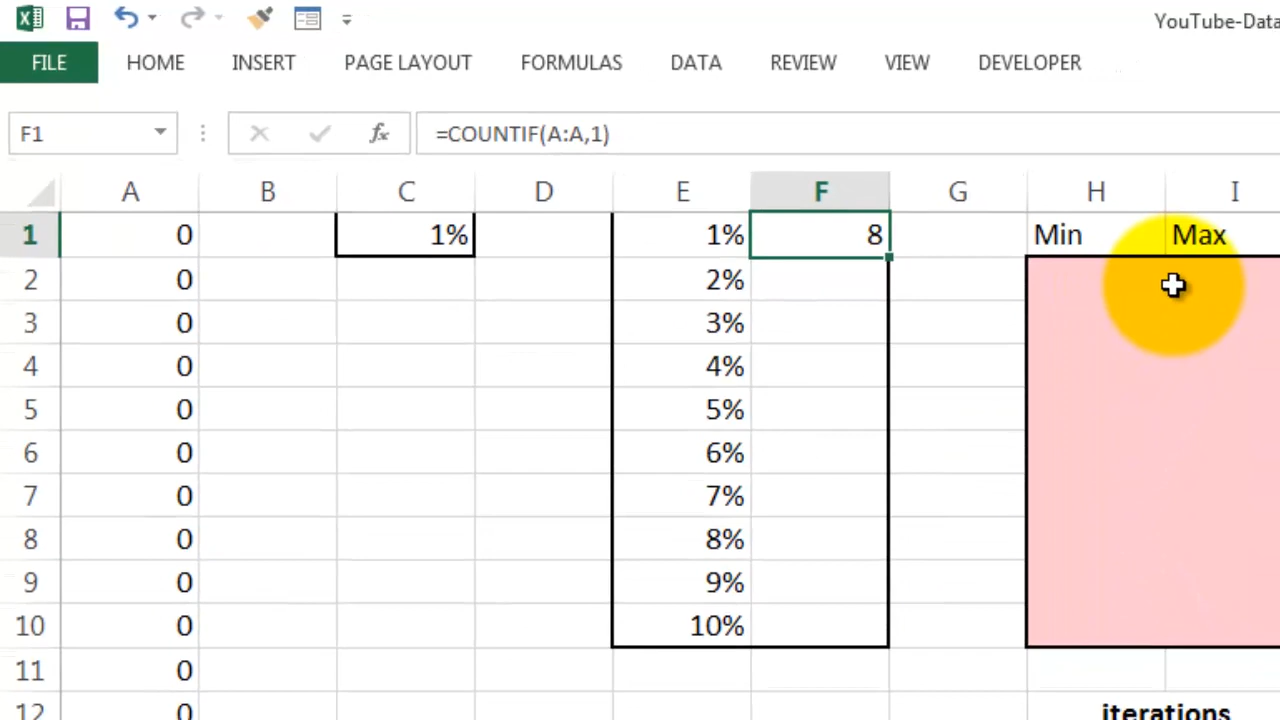 YouTube-Data
FILE HOME INSERT PAGE LAYOUT FORMULAS DATA REVIEW VIEW DEVELOPER
F1 fx =COUNTIF(A:A,1)
A B C D E F G H I
1 0 1% 1% 8 Min Max
2 0 2%
3 0 3%
4 0 4%
5 0 5%
6 0 6%
7 0 7%
8 0 8%
9 0 9%
10 0 10%
11 0
12 0 iterations